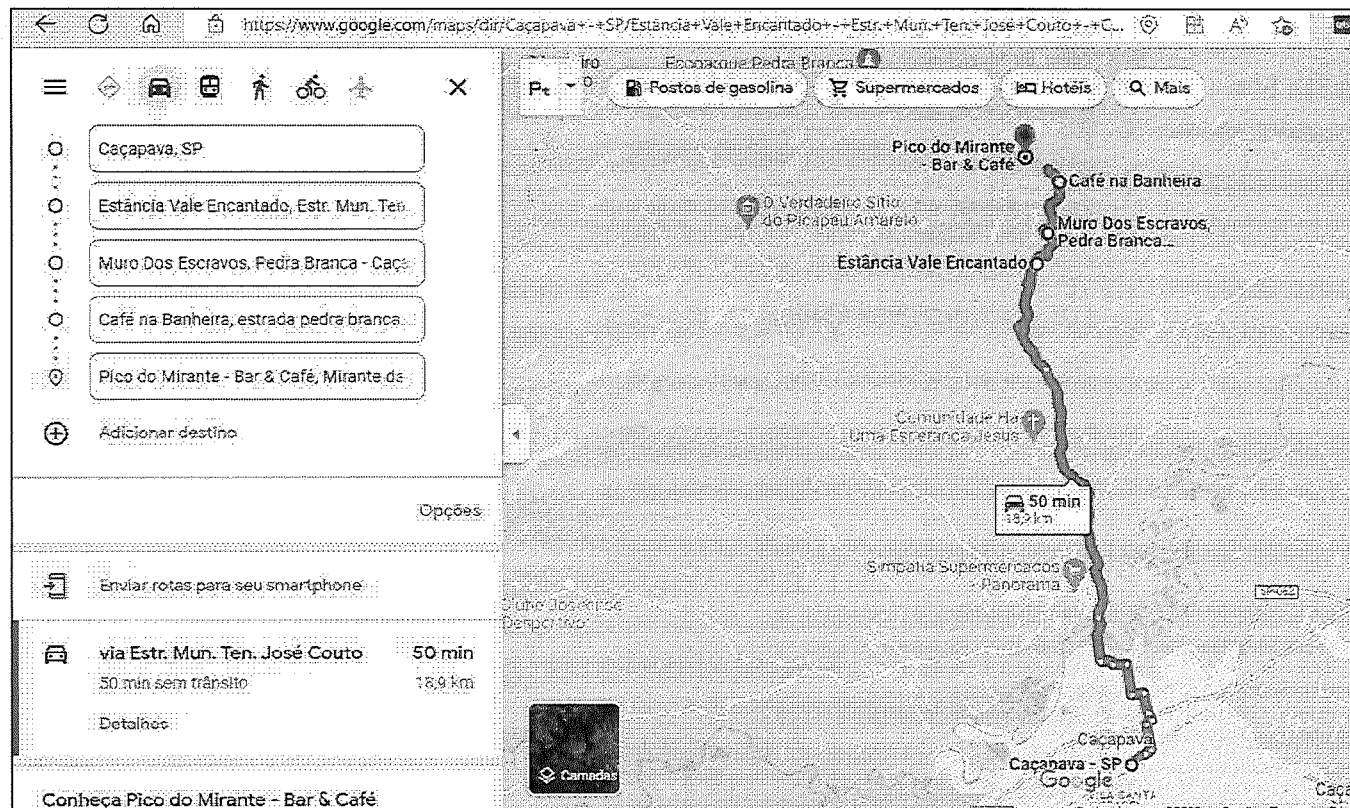 https://www.google.com/maps/dir/Caçapava+-+SP/Estância+Vale+Encantado+-+Estr.+Mun.+Ten.+José+Couto+-+C...
Caçapava, SP
Estância Vale Encantado, Estr. Mun. Ten
Muro Dos Escravos, Pedra Branca - Caça
Café na Banheira, estrada pedra branca
Pico do Mirante - Bar & Café, Mirante da
Adicionar destino
Opções
Enviar rotas para seu smartphone
via Estr. Mun. Ten. José Couto 50 min
50 min sem trânsito 18,9 km
Detalhes
Conheça Pico do Mirante - Bar & Café
Ecoparque Pedra Branca
Postos de gasolina
Supermercados
Hotéis
Mais
Pico do Mirante
- Bar & Café
Café na Banheira
O Verdadeiro Sítio
do Picapau Amarelo
Muro Dos Escravos,
Pedra Branca...
Estância Vale Encantado
Comunidade Há
Uma Esperança Jesus
50 min
18,9 km
Simpatia Supermercados
- Panorama
Caçapava
Caçapava - SP
Google
Camadas